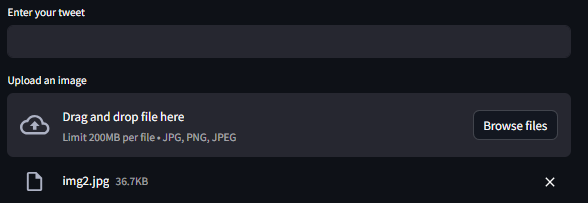 Enter your tweet
Upload an image
Drag and drop file here
Limit 200MB per file • JPG, PNG, JPEG
Browse files
img2.jpg 36.7KB